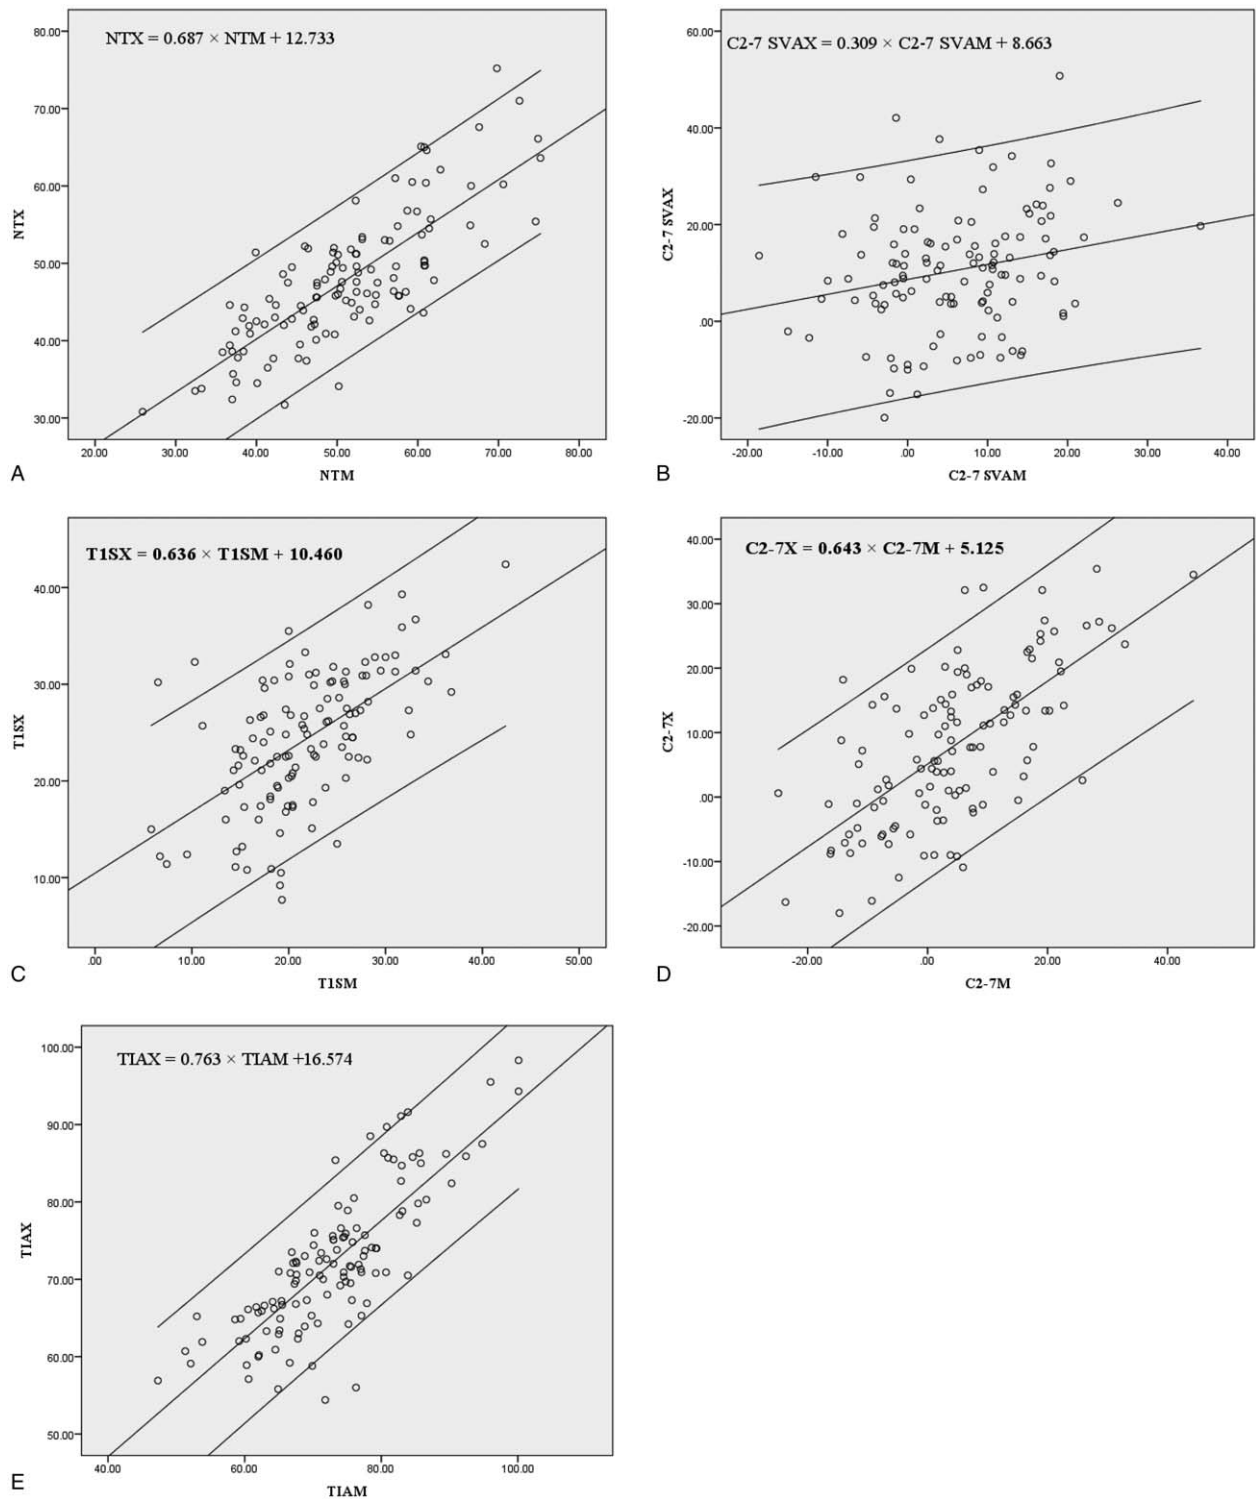 NTX = 0.687 × NTM + 12.733
80.00
70.00
60.00
50.00
40.00
30.00
NTX
20.00 30.00 40.00 50.00 60.00 70.00 80.00
NTM
A
C2-7 SVAX = 0.309 × C2-7 SVAM + 8.663
60.00
40.00
20.00
.00
-20.00
C2-7 SVAX
-20.00 -10.00 .00 10.00 20.00 30.00 40.00
C2-7 SVAM
B
T1SX = 0.636 × T1SM + 10.460
40.00
30.00
20.00
10.00
T1SX
.00 10.00 20.00 30.00 40.00 50.00
T1SM
C
C2-7X = 0.643 × C2-7M + 5.125
40.00
30.00
20.00
10.00
.00
-10.00
-20.00
C2-7X
-20.00 .00 20.00 40.00
C2-7M
D
TIAX = 0.763 × TIAM +16.574
100.00
90.00
80.00
70.00
60.00
50.00
TIAX
40.00 60.00 80.00 100.00
TIAM
E